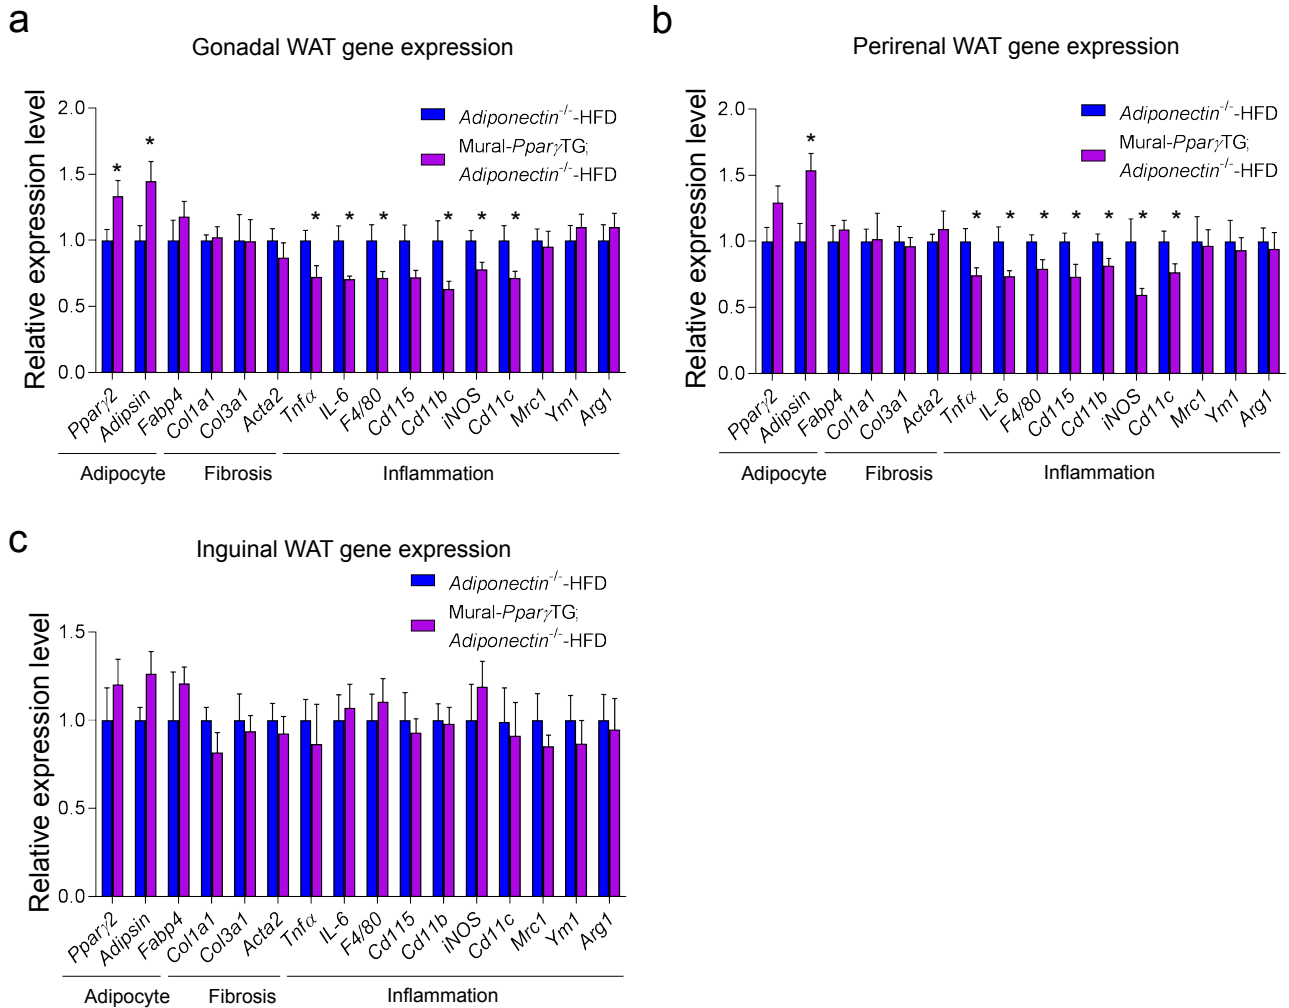 a
Gonadal WAT gene expression
Relative expression level
2.0
1.5
1.0
0.5
0.0
Adiponectin-/--HFD
Mural-PparγTG;
Adiponectin-/--HFD
* * * * * * * *
Pparγ2 Adipsin Fabp4 Col1a1 Col3a1 Acta2 Tnfα IL-6 F4/80 Cd115 Cd11b iNOS Cd11c Mrc1 Ym1 Arg1
Adipocyte Fibrosis Inflammation
b
Perirenal WAT gene expression
Relative expression level
2.0
1.5
1.0
0.5
0.0
Adiponectin-/--HFD
Mural-PparγTG;
Adiponectin-/--HFD
* * * * * * * *
Pparγ2 Adipsin Fabp4 Col1a1 Col3a1 Acta2 Tnfα IL-6 F4/80 Cd115 Cd11b iNOS Cd11c Mrc1 Ym1 Arg1
Adipocyte Fibrosis Inflammation
c
Inguinal WAT gene expression
Relative expression level
1.5
1.0
0.5
0.0
Adiponectin-/--HFD
Mural-PparγTG;
Adiponectin-/--HFD
Pparγ2 Adipsin Fabp4 Col1a1 Col3a1 Acta2 Tnfα IL-6 F4/80 Cd115 Cd11b iNOS Cd11c Mrc1 Ym1 Arg1
Adipocyte Fibrosis Inflammation